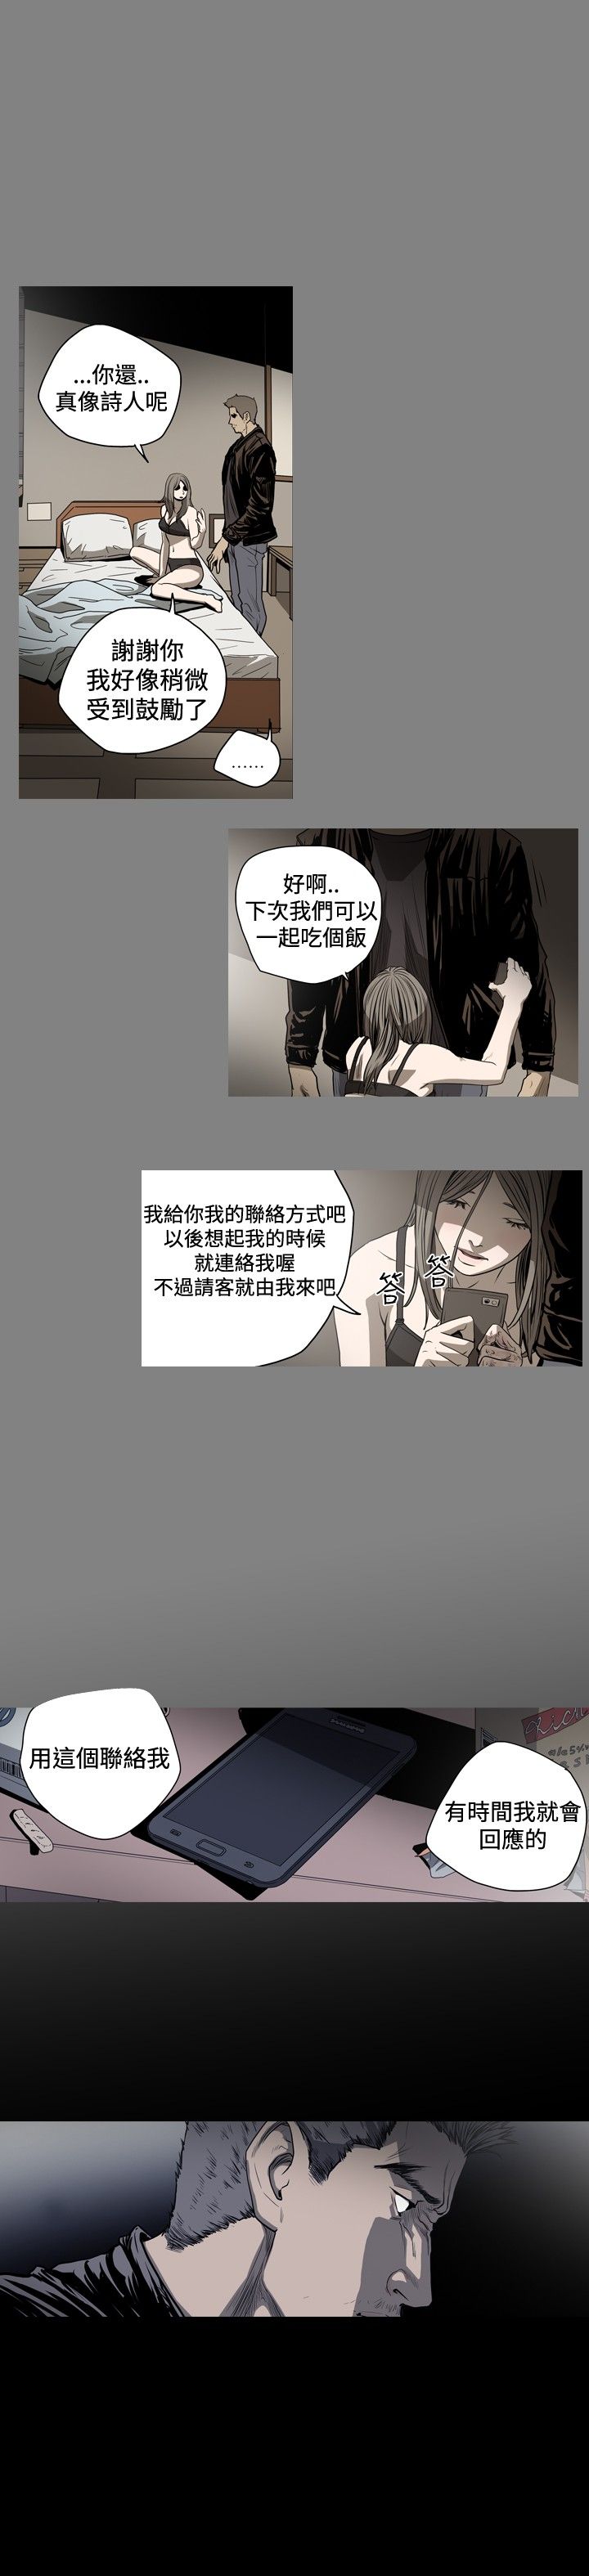 ...你還..
真像詩人呢
謝謝你
我好像稍微
受到鼓勵了
......
好啊..
下次我們可以
一起吃個飯
我給你我的聯絡方式吧
以後想起我的時候
就連絡我喔
不過請客就由我來吧
答
答
用這個聯絡我
有時間我就會
回應的